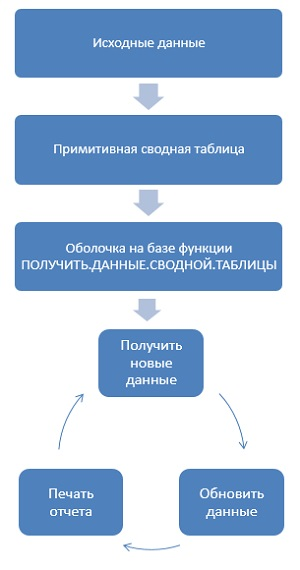 Исходные данные
Примитивная сводная таблица
Оболочка на базе функции
ПОЛУЧИТЬ.ДАННЫЕ.СВОДНОЙ.ТАБЛИЦЫ
Получить
новые
данные
Печать
отчета
Обновить
данные